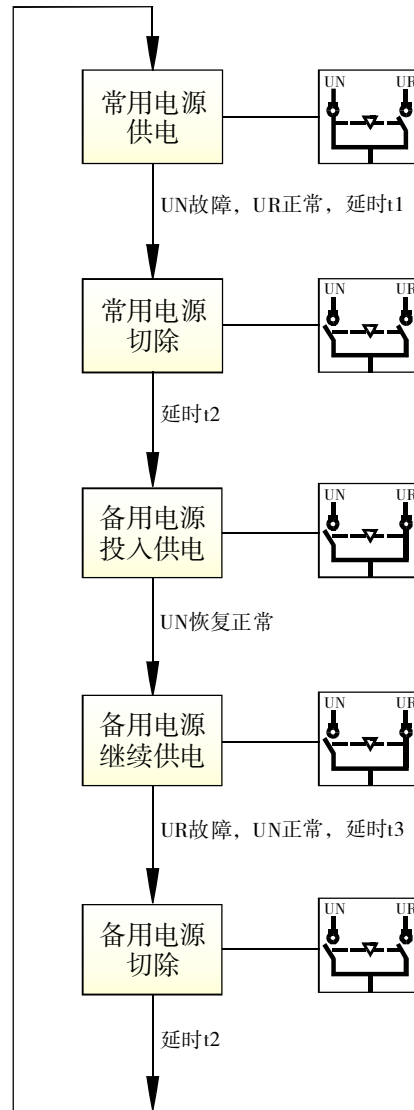 UN UR
常用电源
供电
UN故障，UR正常，延时t1
UN UR
常用电源
切除
延时t2
UN UR
备用电源
投入供电
UN恢复正常
UN UR
备用电源
继续供电
UR故障，UN正常，延时t3
UN UR
备用电源
切除
延时t2